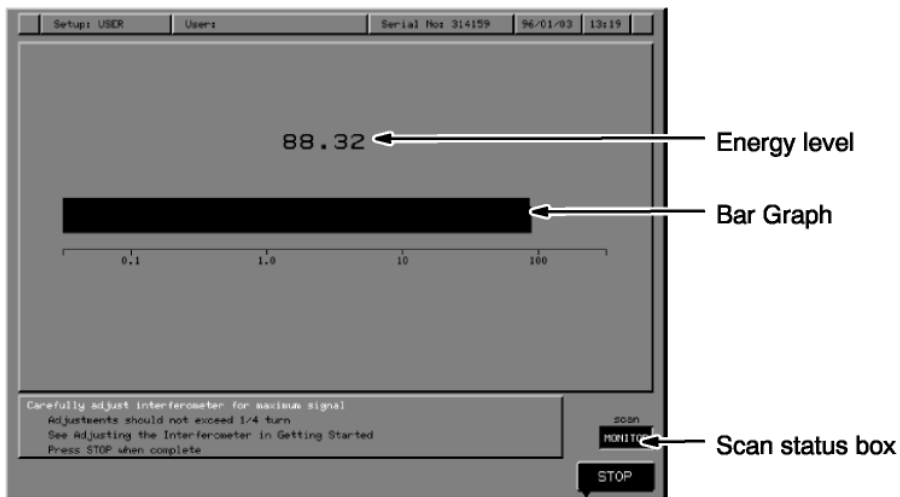 Setup: USER User: Serial No: 314159 96/01/03 13:19
88.32
Energy level
Bar Graph
0.1 1.0 10 100
Carefully adjust interferometer for maximum signal
Adjustments should not exceed 1/4 turn
See Adjusting the Interferometer in Getting Started
Press STOP when complete
scan
MONITOR
Scan status box
STOP